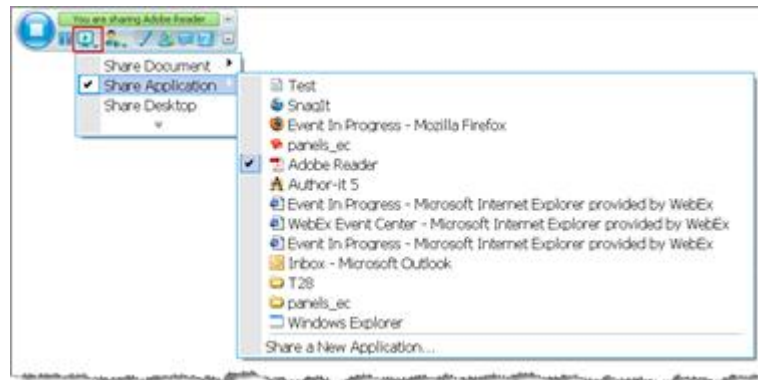 You are sharing Adobe Reader
Share Document
Share Application
Share Desktop
Test
SnagIt
Event In Progress - Mozilla Firefox
panels_ec
Adobe Reader
Author-it 5
Event In Progress - Microsoft Internet Explorer provided by WebEx
WebEx Event Center - Microsoft Internet Explorer provided by WebEx
Event In Progress - Microsoft Internet Explorer provided by WebEx
Inbox - Microsoft Outlook
T28
panels_ec
Windows Explorer
Share a New Application...